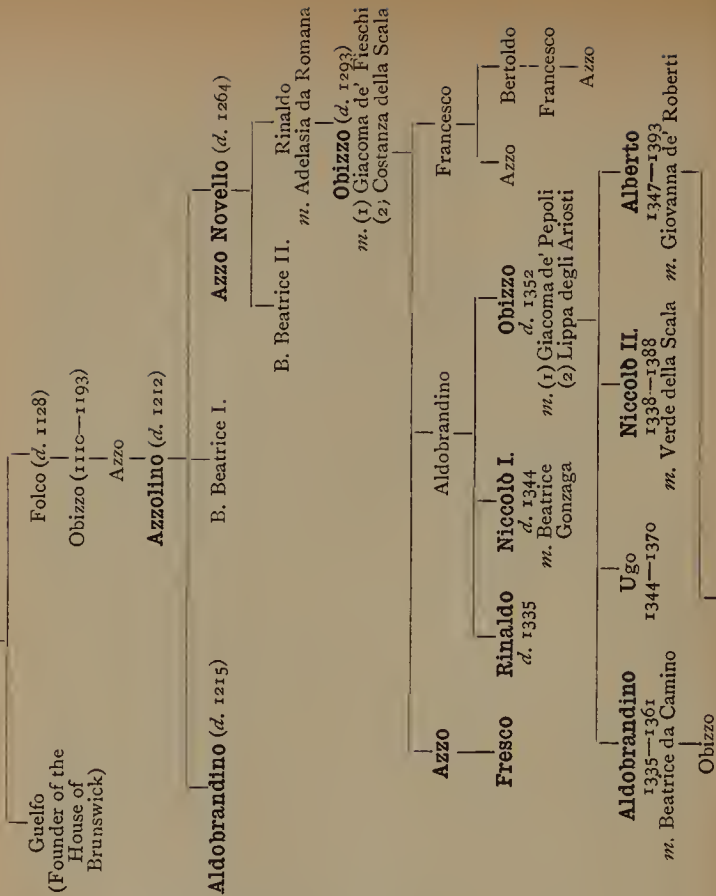 Guelfo
(Founder of the
House of
Brunswick)
Folco (d. 1128)
Obizzo (111c—1193)
Azzo
Azzolino (d. 1212)
Aldobrandino (d. 1215)
B. Beatrice I.
Azzo Novello (d. 1264)
B. Beatrice II.
Rinaldo
m. Adelasia da Romana
Obizzo (d. 1293)
m. (1) Giacoma de' Fieschi
(2; Costanza della Scala
Azzo
Aldobrandino
Francesco
Fresco
Rinaldo
d. 1335
Niccolò I.
d. 1344
m. Beatrice
Gonzaga
Obizzo
d. 1352
m. (1) Giacoma de' Pepoli
(2) Lippa degli Ariosti
Azzo
Bertoldo
Francesco
Azzo
Aldobrandino
1335—1361
m. Beatrice da Camino
Ugo
1344—1370
Niccolò II.
1338—1388
m. Verde della Scala
Alberto
1347—1393
m. Giovanna de' Roberti
Obizzo